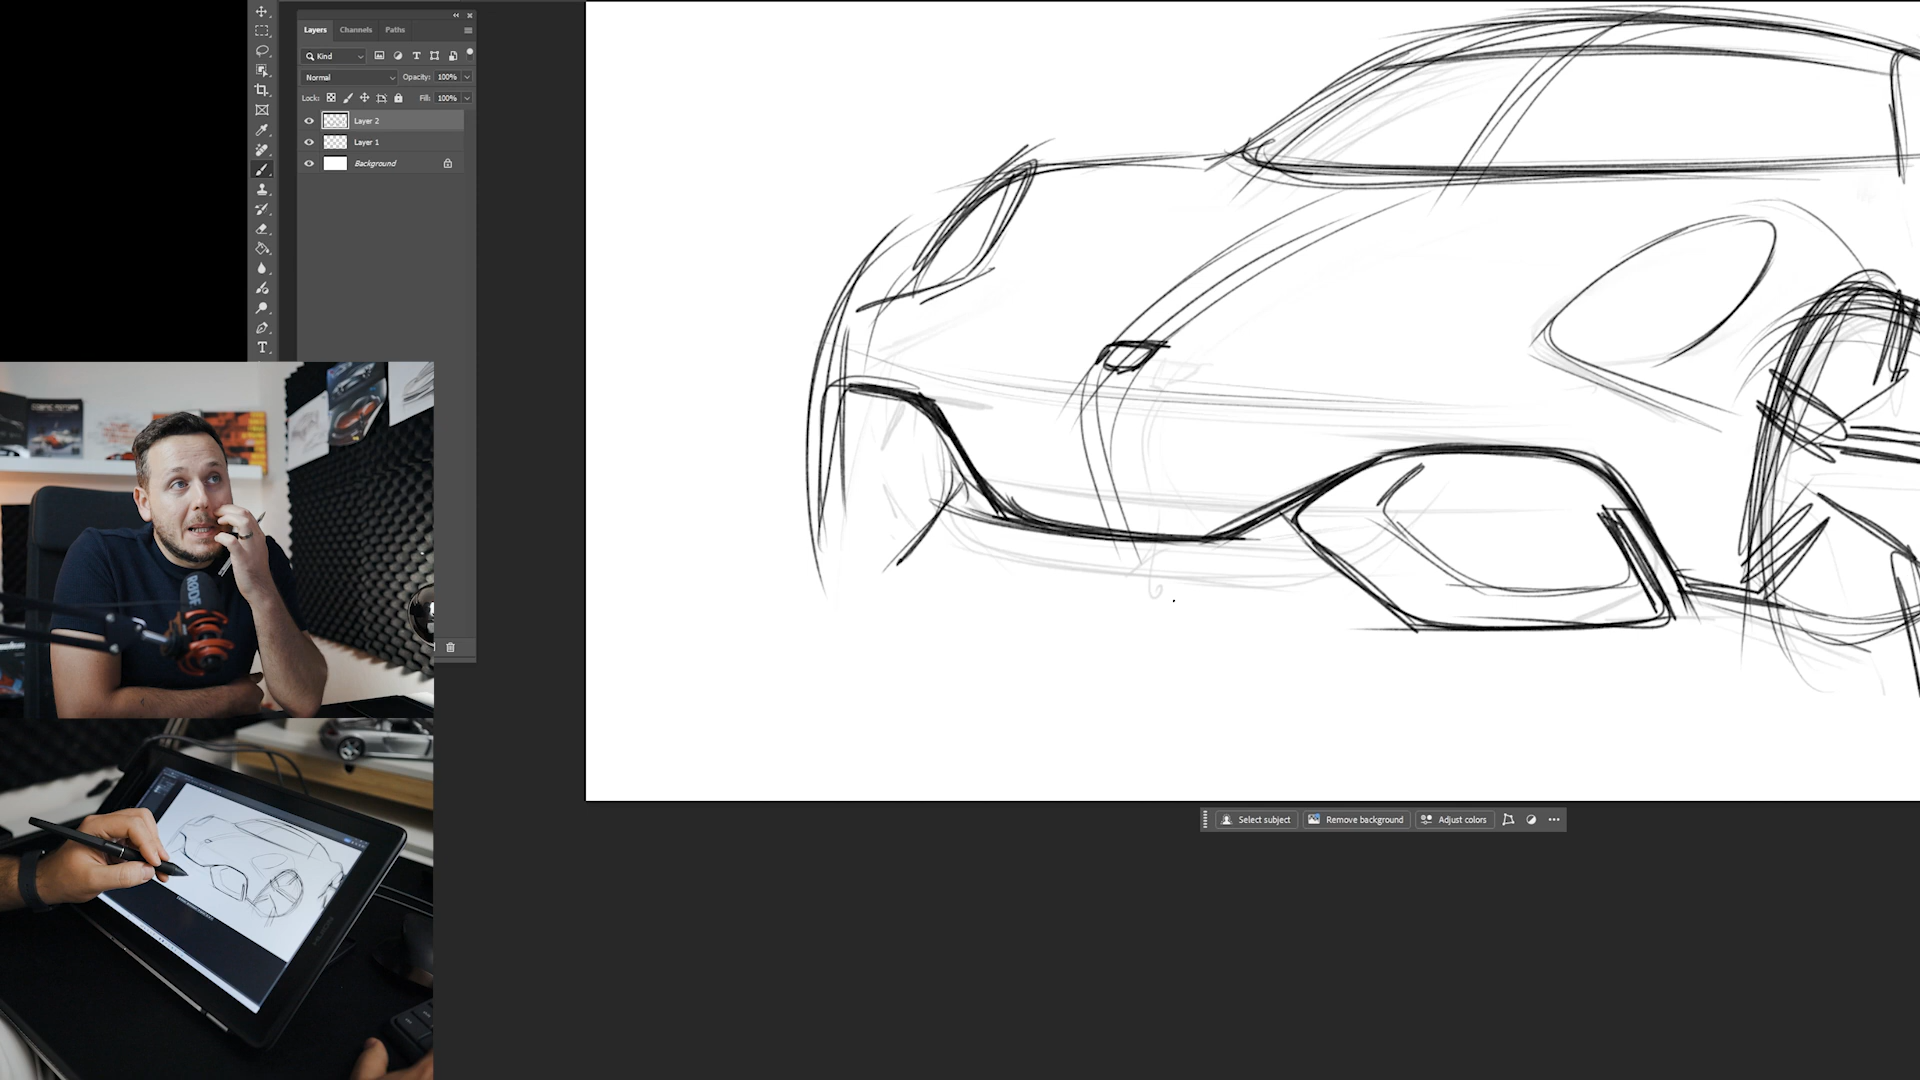 Layers Channels Paths
Kind
Normal Opacity: 100%
Lock: Fill: 100%
Layer 2
Layer 1
Background
T
RØDE
Select subject Remove background Adjust colors